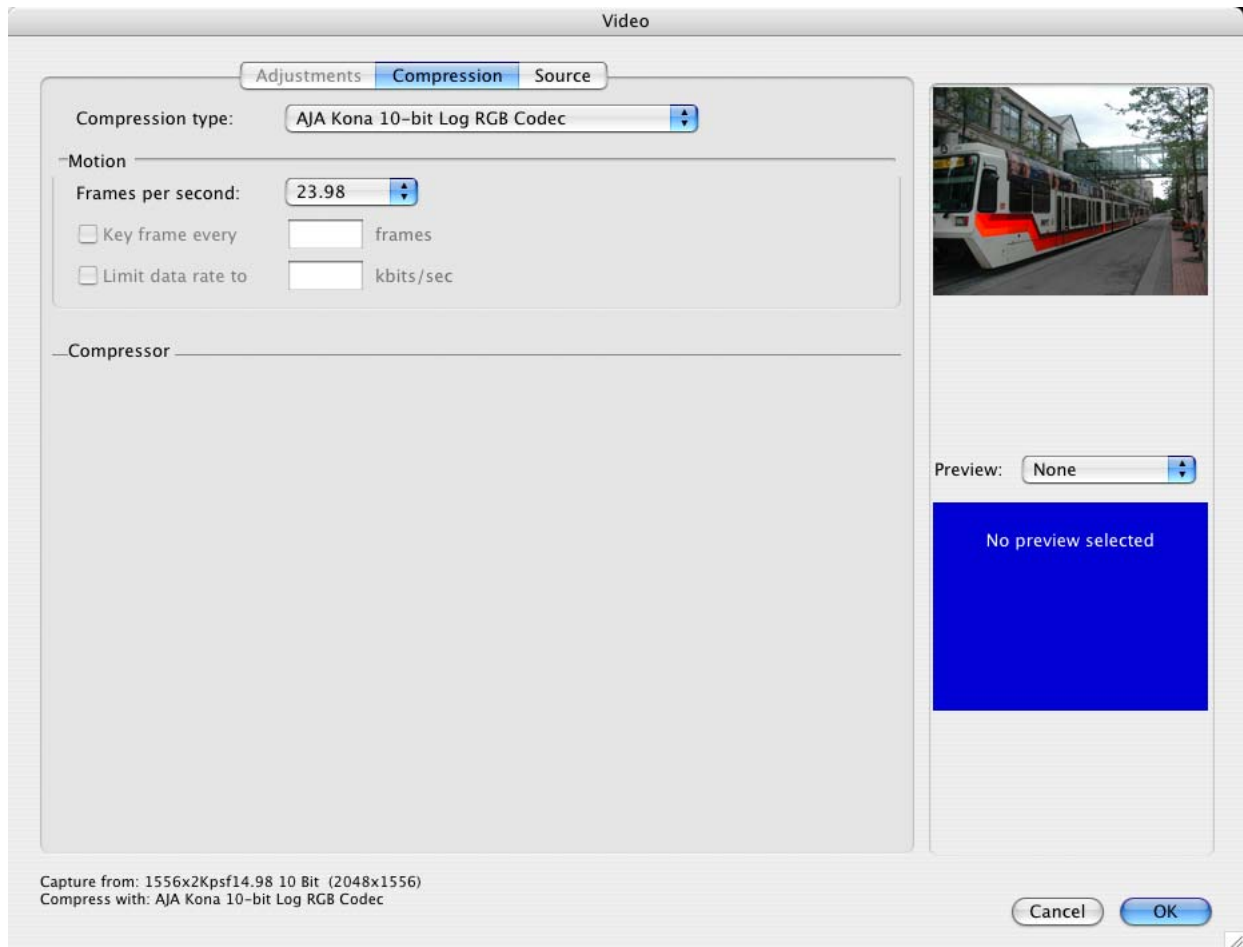 Video
Adjustments Compression Source
Compression type: AJA Kona 10-bit Log RGB Codec
Motion
Frames per second: 23.98
Key frame every frames
Limit data rate to kbits/sec
Compressor
Preview: None
No preview selected
Capture from: 1556x2Kpsf14.98 10 Bit (2048x1556)
Compress with: AJA Kona 10-bit Log RGB Codec
Cancel OK